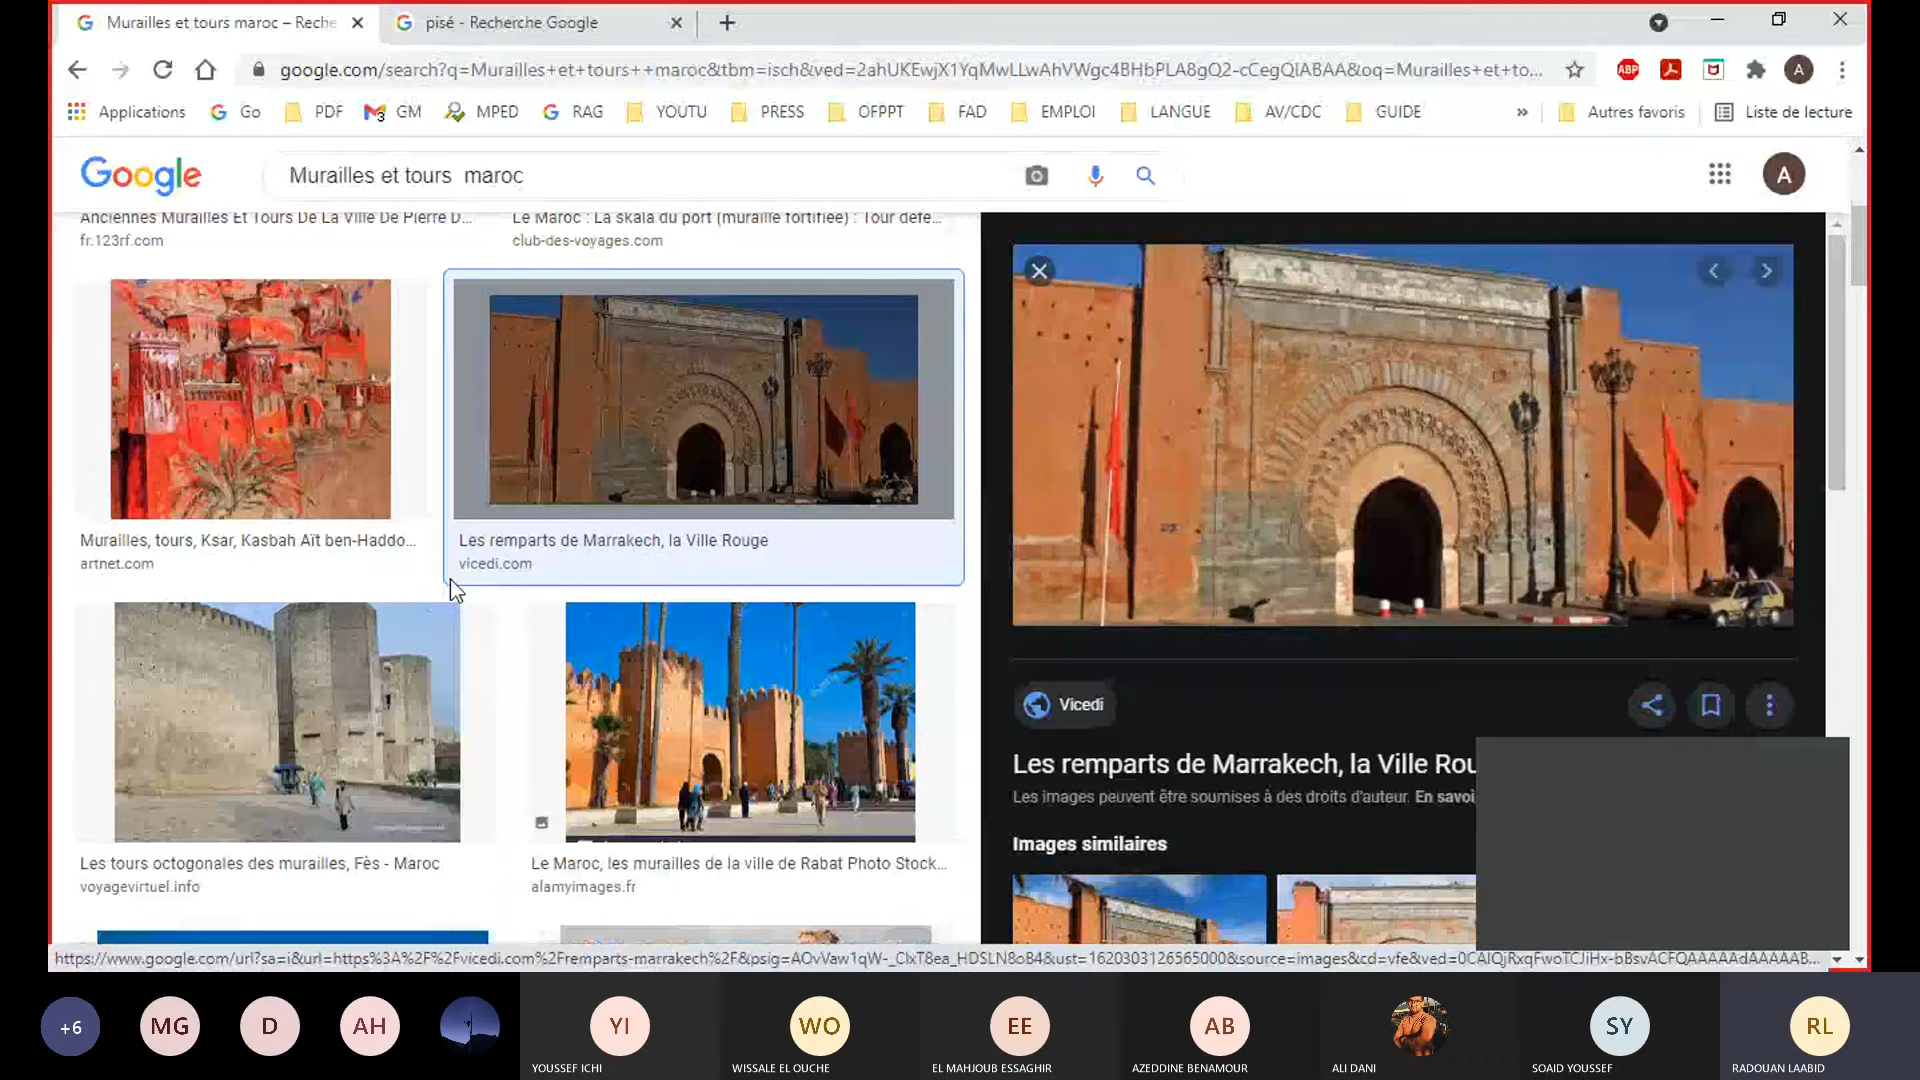 Murailles et tours maroc – Reche
pisé - Recherche Google
google.com/search?q=Murailles+et+tours++maroc&tbm=isch&ved=2ahUKEwjX1YqMwLLwAhVWgc4BHbPLA8gQ2-cCegQIABAA&oq=Murailles+et+to...
ABP
A
Applications
Go
PDF
GM
MPED
RAG
YOUTU
PRESS
OFPPT
FAD
EMPLOI
LANGUE
AV/CDC
GUIDE
»
Autres favoris
Liste de lecture
Google
Murailles et tours maroc
A
Anciennes Murailles Et Tours De La Ville De Pierre D...
fr.123rf.com
Le Maroc : La skala du port (muraille fortifiée) : Tour défe...
club-des-voyages.com
Murailles, tours, Ksar, Kasbah Aït ben-Haddo...
artnet.com
Les remparts de Marrakech, la Ville Rouge
vicedi.com
Les tours octogonales des murailles, Fès - Maroc
voyagevirtuel.info
Le Maroc, les murailles de la ville de Rabat Photo Stock...
alamyimages.fr
Vicedi
Les remparts de Marrakech, la Ville Rou
Les images peuvent être soumises à des droits d'auteur. En savoi
Images similaires
https://www.google.com/url?sa=i&url=https%3A%2F%2Fvicedi.com%2Fremparts-marrakech%2F&psig=AOvVaw1qW-_CIxT8ea_HDSLN8oB4&ust=1620303126565000&source=images&cd=vfe&ved=0CAIQjRxqFwoTCJiHx-bBsvACFQAAAAAdAAAAAB...
+6
MG
D
AH
YI
WO
EE
AB
SY
RL
YOUSSEF ICHI
WISSALE EL OUCHE
EL MAHJOUB ESSAGHIR
AZEDDINE BENAMOUR
ALI DANI
SOAID YOUSSEF
RADOUAN LAABID